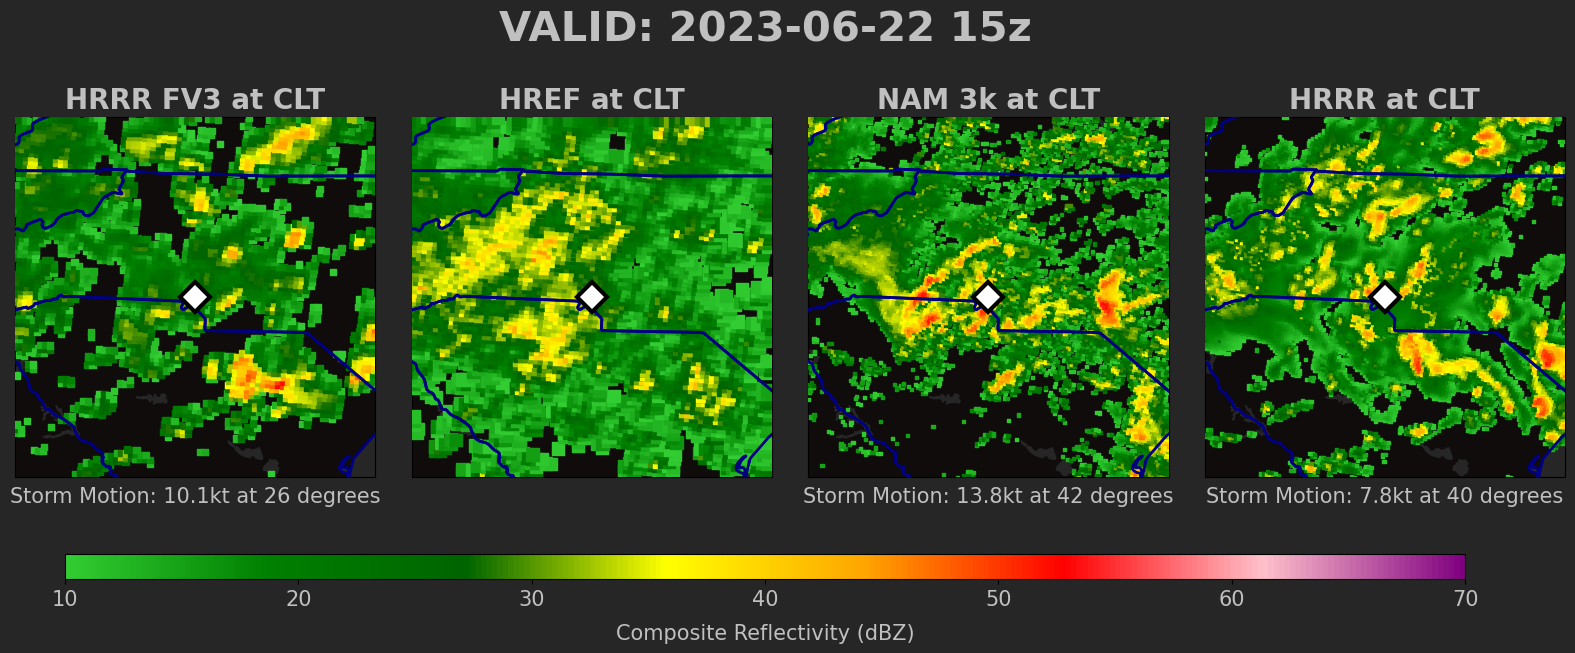 VALID: 2023-06-22 15z
HRRR FV3 at CLT
HREF at CLT
NAM 3k at CLT
HRRR at CLT
Storm Motion: 10.1kt at 26 degrees
Storm Motion: 13.8kt at 42 degrees
Storm Motion: 7.8kt at 40 degrees
10 20 30 40 50 60 70
Composite Reflectivity (dBZ)